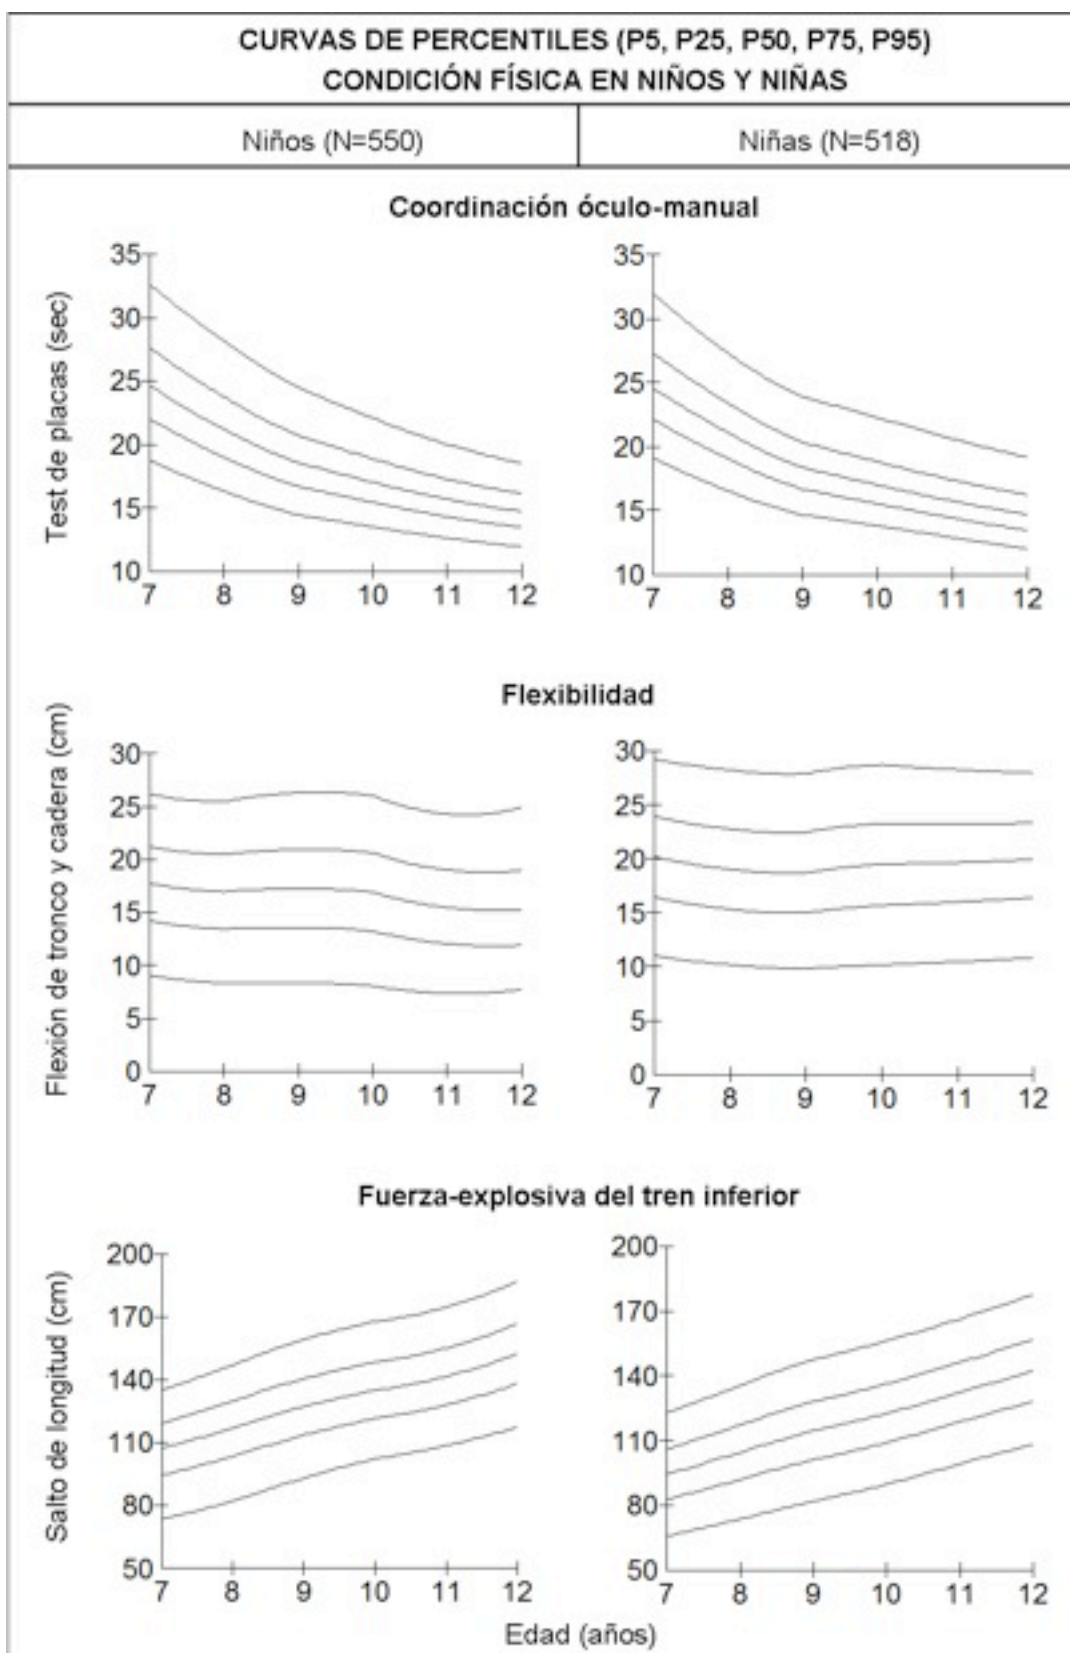 CURVAS DE PERCENTILES (P5, P25, P50, P75, P95)
CONDICIÓN FÍSICA EN NIÑOS Y NIÑAS
Niños (N=550)
Niñas (N=518)
Coordinación óculo-manual
Test de placas (sec)
35
30
25
20
15
10
7 8 9 10 11 12
35
30
25
20
15
10
7 8 9 10 11 12
Flexibilidad
Flexión de tronco y cadera (cm)
30
25
20
15
10
5
0
7 8 9 10 11 12
30
25
20
15
10
5
0
7 8 9 10 11 12
Fuerza-explosiva del tren inferior
Salto de longitud (cm)
200
170
140
110
80
50
7 8 9 10 11 12
200
170
140
110
80
50
7 8 9 10 11 12
Edad (años)